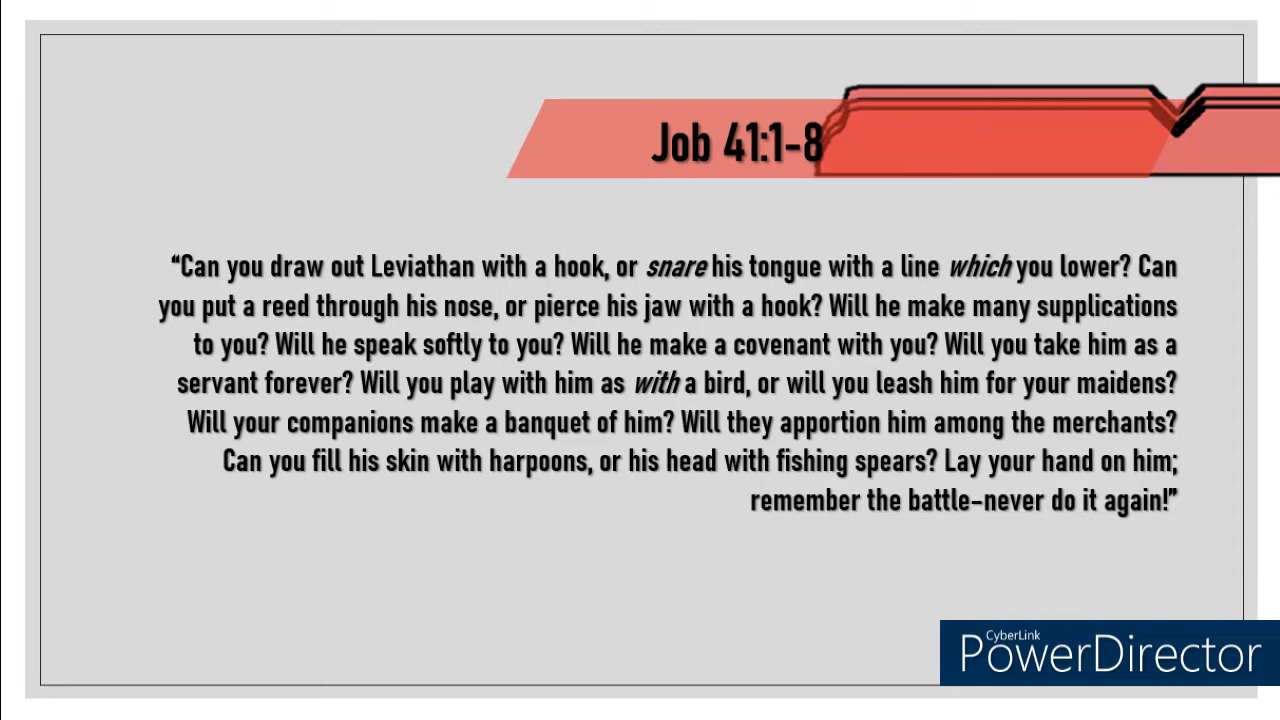 Job 41:1-8
“Can you draw out Leviathan with a hook, or snare his tongue with a line which you lower? Can
you put a reed through his nose, or pierce his jaw with a hook? Will he make many supplications
to you? Will he speak softly to you? Will he make a covenant with you? Will you take him as a
servant forever? Will you play with him as with a bird, or will you leash him for your maidens?
Will your companions make a banquet of him? Will they apportion him among the merchants?
Can you fill his skin with harpoons, or his head with fishing spears? Lay your hand on him;
remember the battle-never do it again!”
CyberLink
PowerDirector